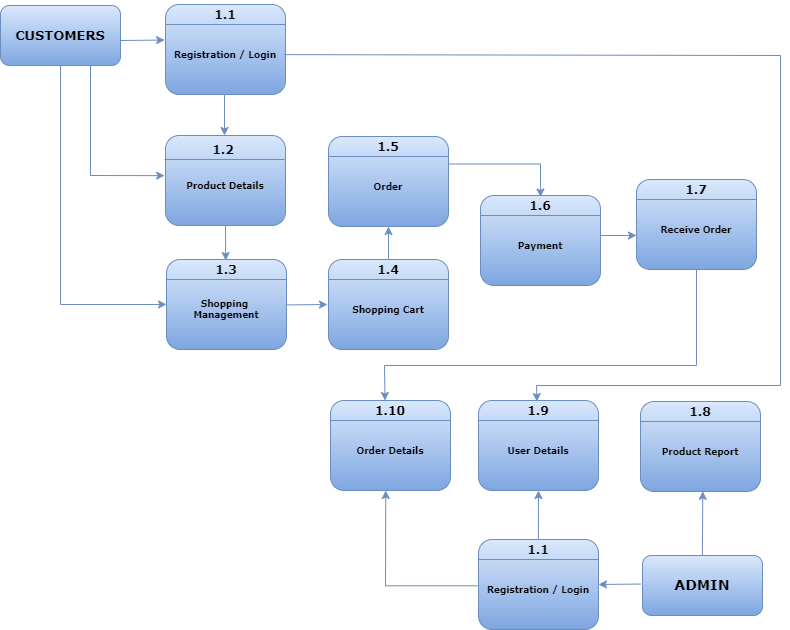 CUSTOMERS
1.1
Registration / Login
1.2
Product Details
1.3
Shopping
Management
1.4
Shopping Cart
1.5
Order
1.6
Payment
1.7
Receive Order
1.10
Order Details
1.9
User Details
1.8
Product Report
1.1
Registration / Login
ADMIN